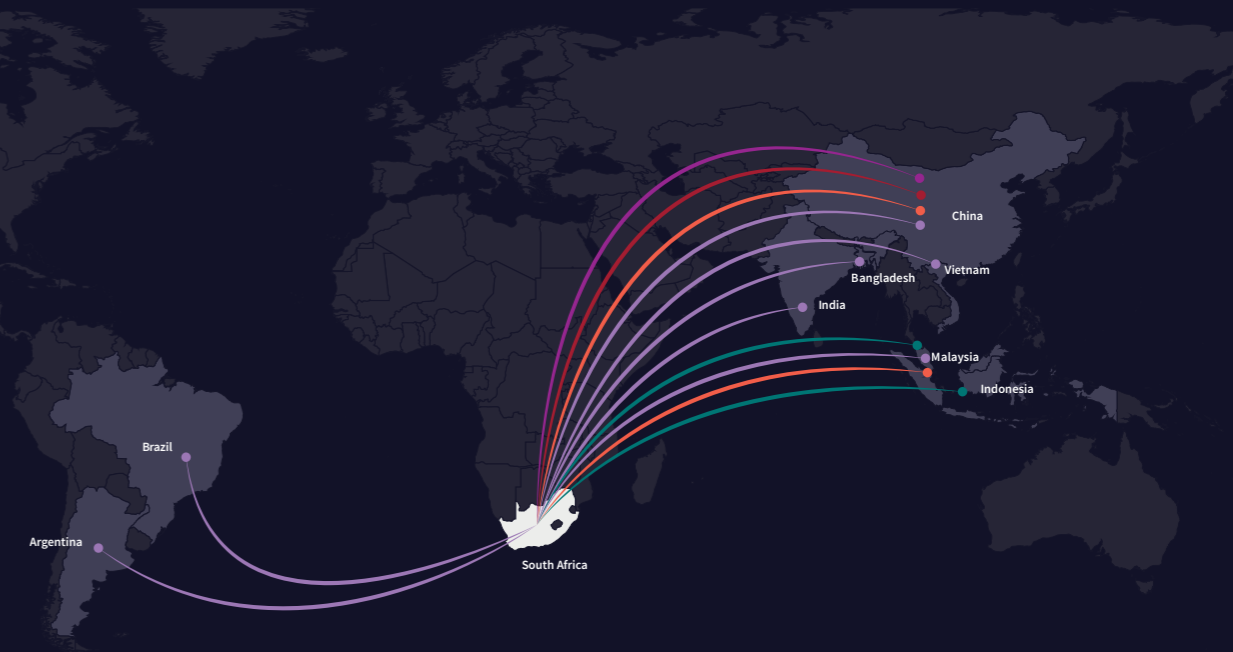 China
Vietnam
Bangladesh
India
Malaysia
Indonesia
Brazil
Argentina
South Africa